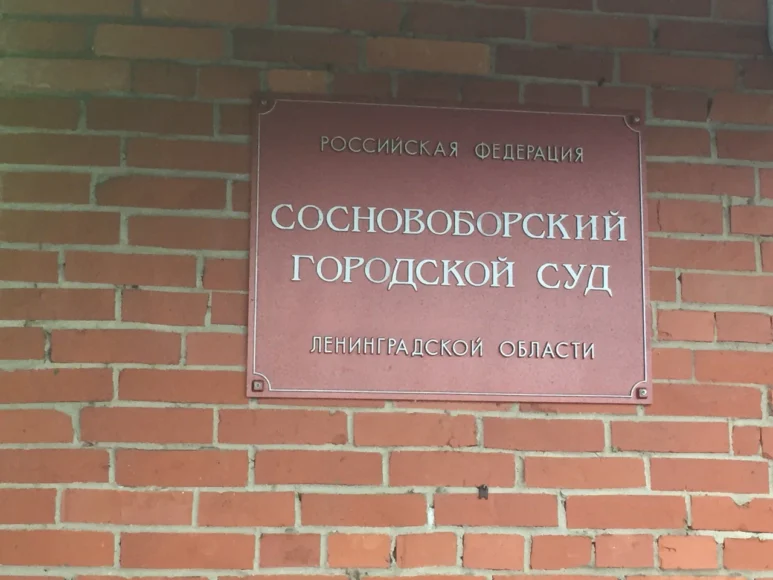 РОССИЙСКАЯ ФЕДЕРАЦИЯ
СОСНОВОБОРСКИЙ
ГОРОДСКОЙ СУД
ЛЕНИНГРАДСКОЙ ОБЛАСТИ